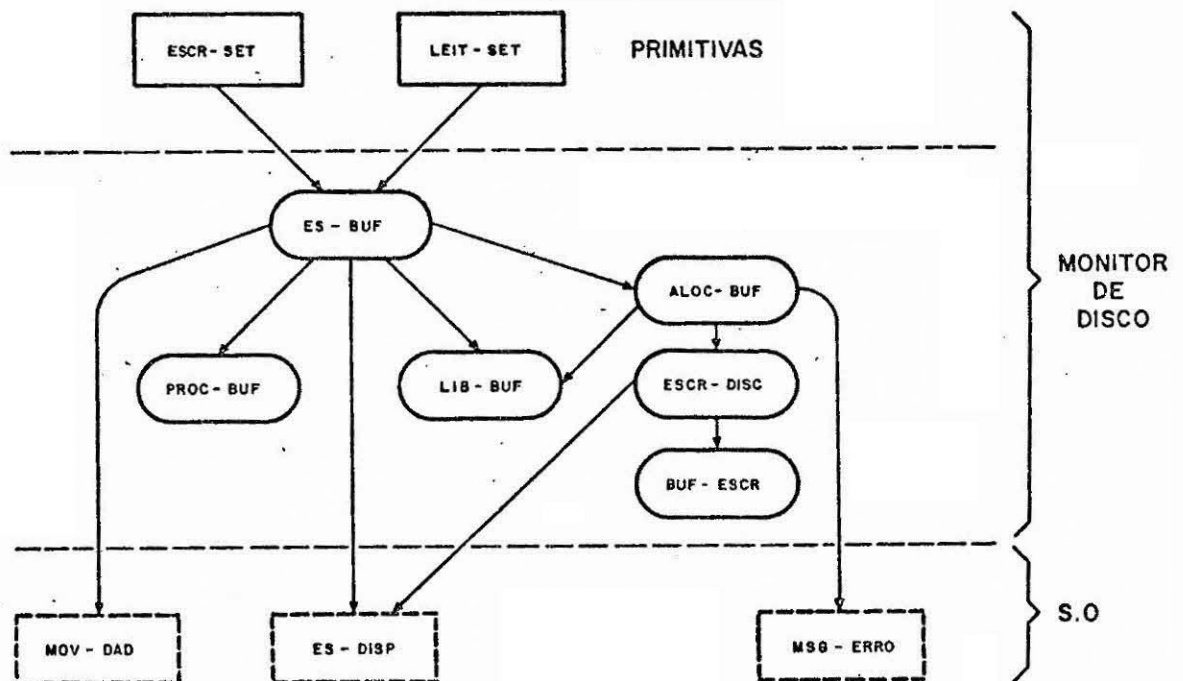 ESCR-SET
LEIT-SET
PRIMITIVAS
ES-BUF
ALOC-BUF
MONITOR
DE
DISCO
PROC-BUF
LIB-BUF
ESCR-DISC
BUF-ESCR
MOV-DAD
ES-DISP
MSG-ERRO
S.O